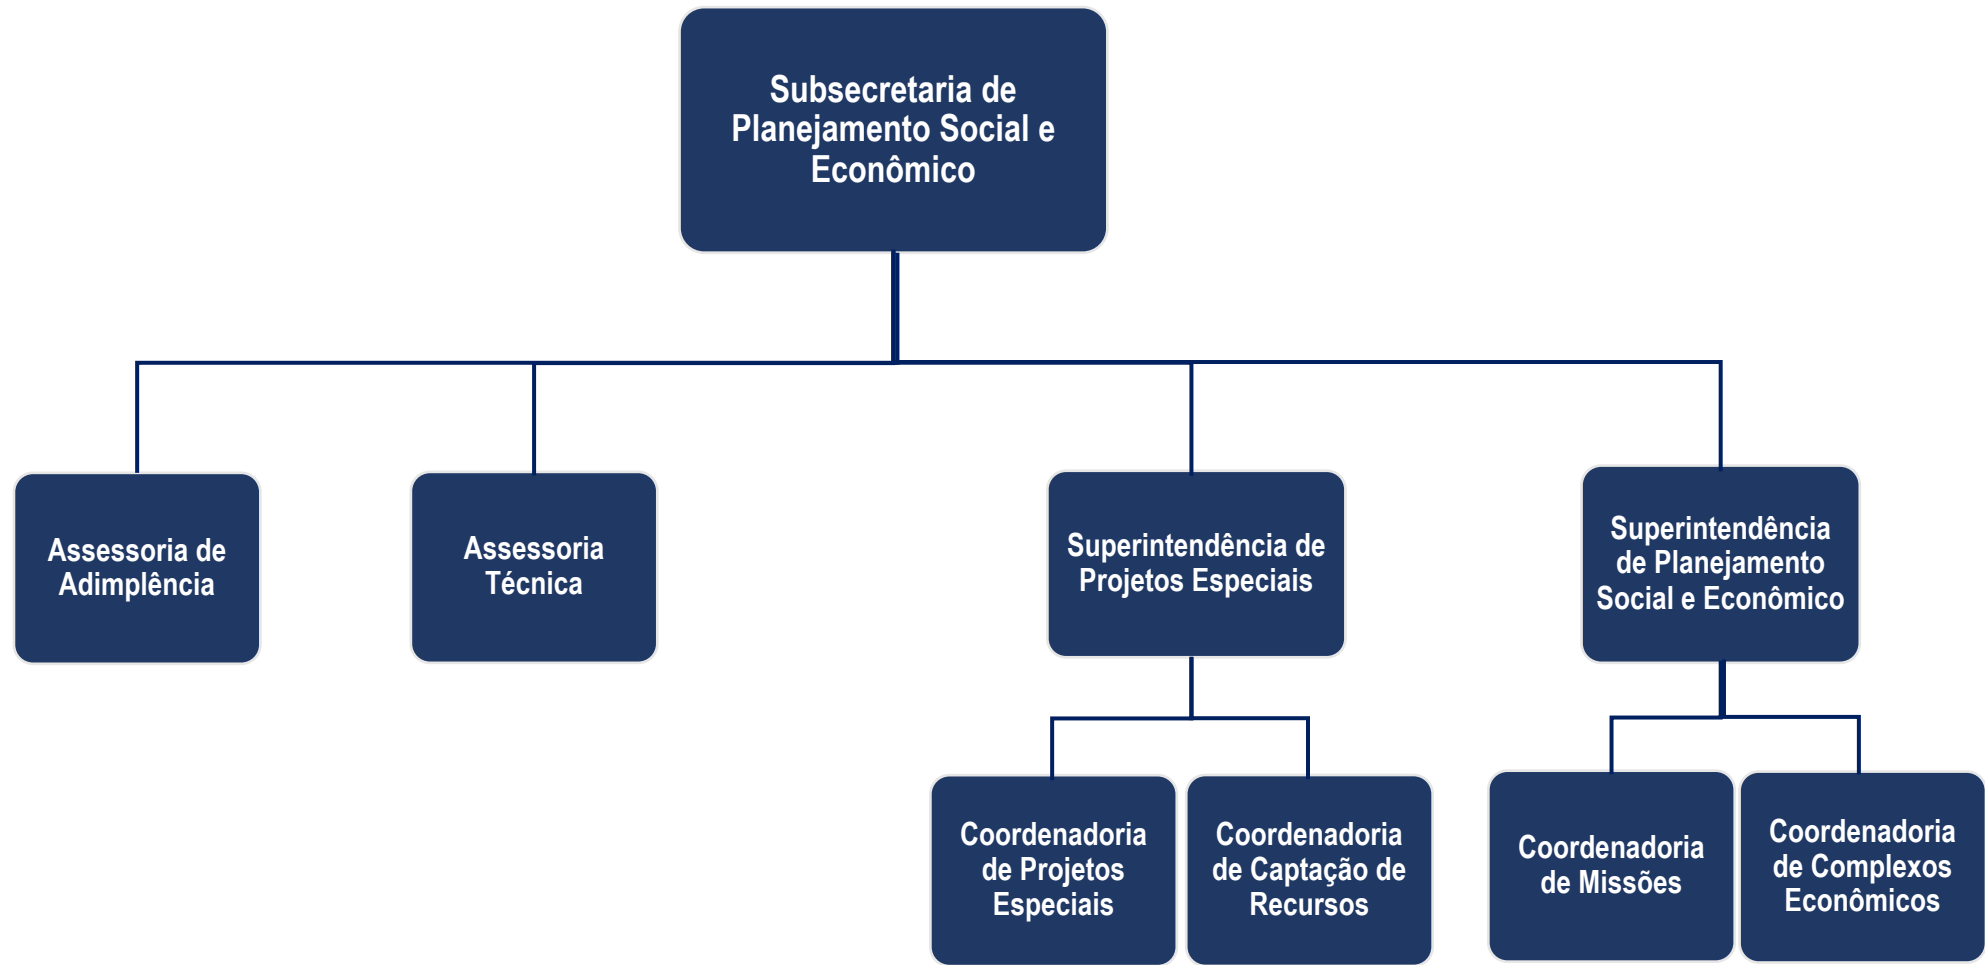 Subsecretaria de
Planejamento Social e
Econômico
Assessoria de
Adimplência
Assessoria
Técnica
Superintendência de
Projetos Especiais
Superintendência
de Planejamento
Social e Econômico
Coordenadoria
de Projetos
Especiais
Coordenadoria
de Captação de
Recursos
Coordenadoria
de Missões
Coordenadoria
de Complexos
Econômicos